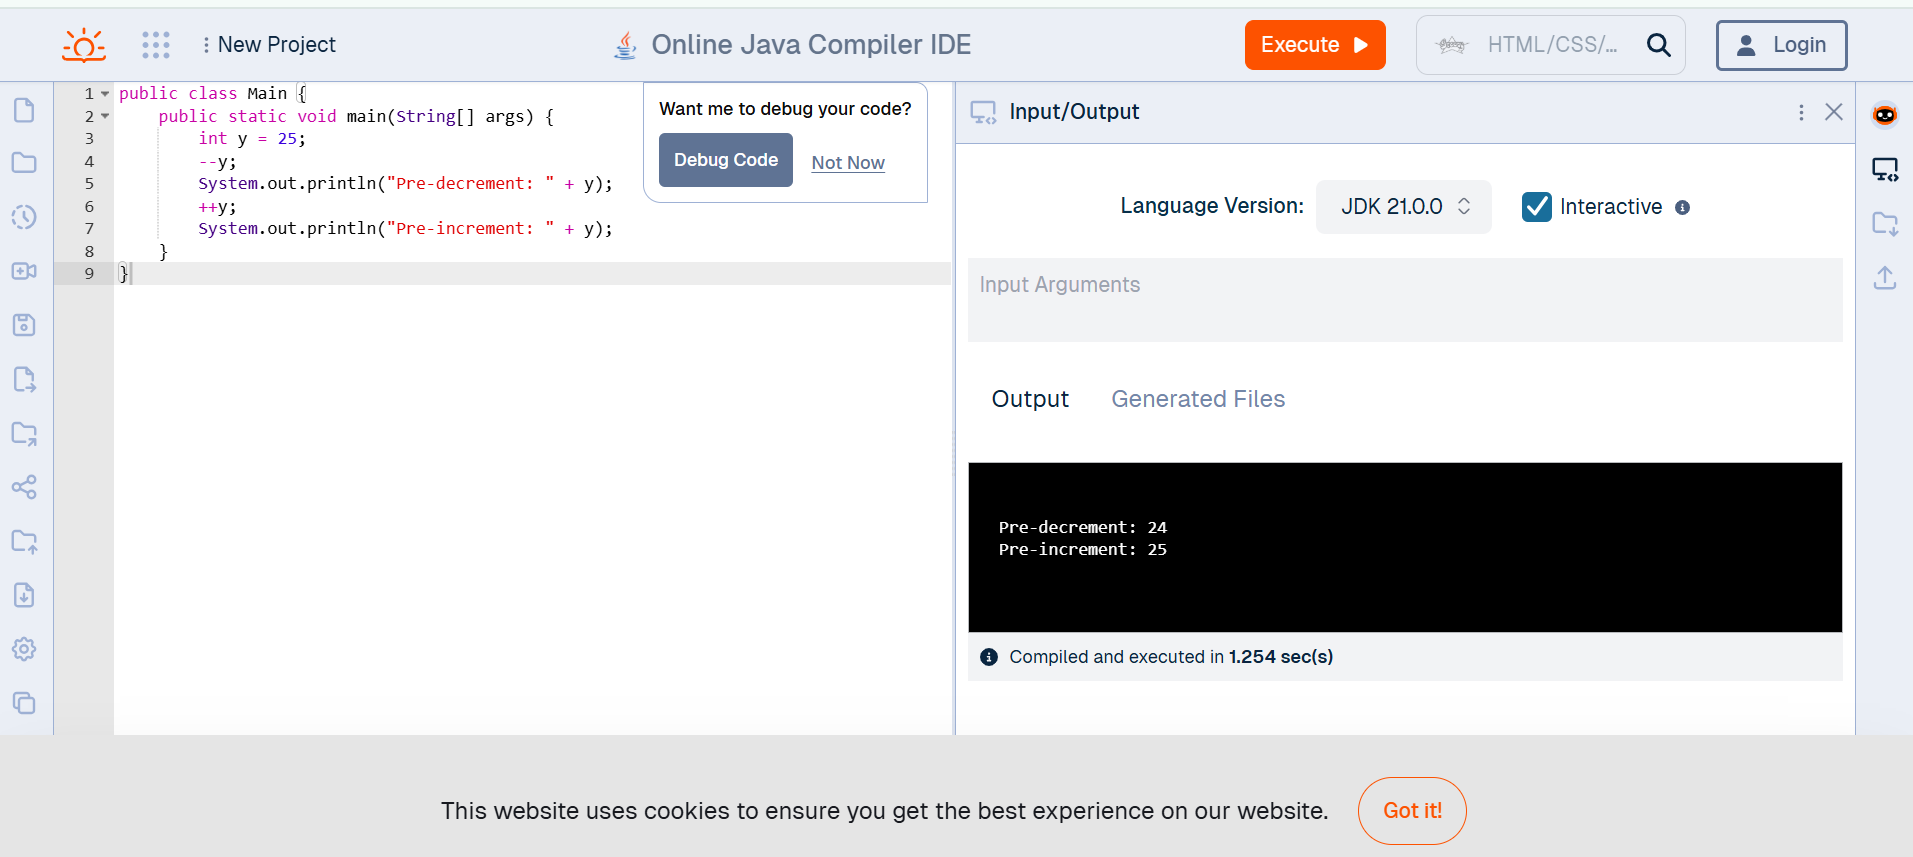 New Project
Online Java Compiler IDE
Execute
HTML/CSS/...
Login
1 public class Main {
2     public static void main(String[] args) {
3         int y = 25;
4         --y;
5         System.out.println("Pre-decrement: " + y);
6         ++y;
7         System.out.println("Pre-increment: " + y);
8     }
9 }
Want me to debug your code?
Debug Code Not Now
Input/Output
Language Version: JDK 21.0.0 Interactive
Input Arguments
Output Generated Files
Pre-decrement: 24
Pre-increment: 25
Compiled and executed in 1.254 sec(s)
This website uses cookies to ensure you get the best experience on our website. Got it!